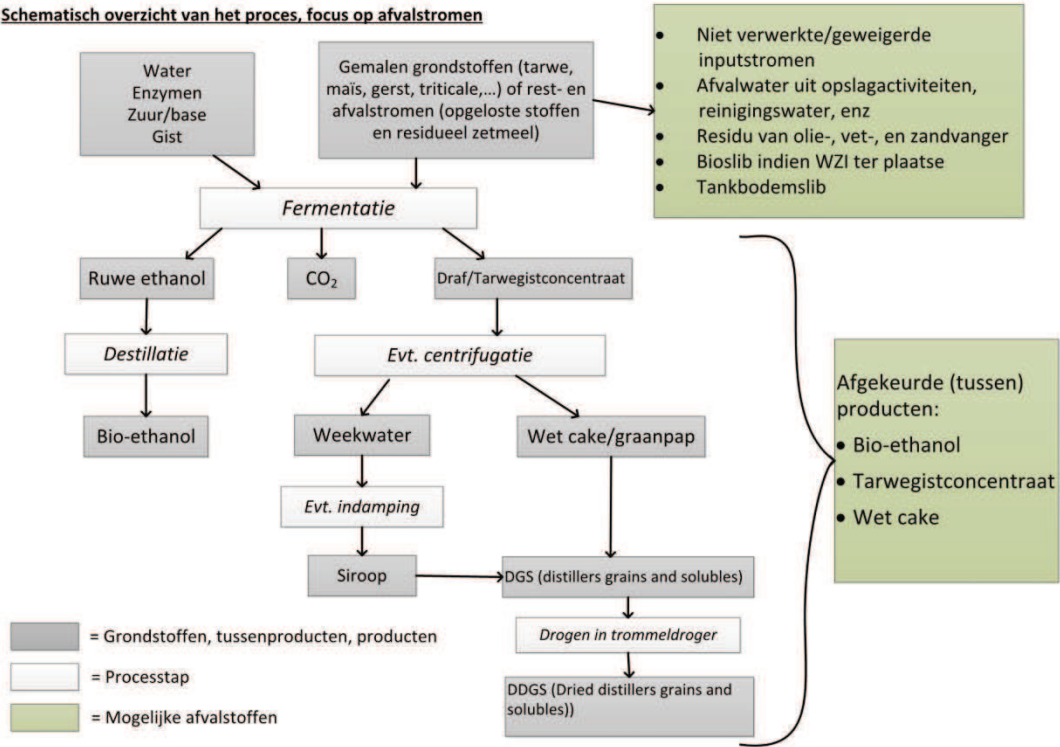 Schematisch overzicht van het proces, focus op afvalstromen
Water
Enzymen
Zuur/base
Gist
Gemalen grondstoffen (tarwe,
maïs, gerst, triticale,...) of rest- en
afvalstromen (opgeloste stoffen
en residueel zetmeel)
• Niet verwerkte/geweigerde
inputstromen
• Afvalwater uit opslagactiviteiten,
reinigingswater, enz
• Residu van olie-, vet-, en zandvanger
• Bioslib indien WZI ter plaatse
• Tankbodemslib
Fermentatie
Ruwe ethanol
CO₂
Draf/Tarwegistconcentraat
Destillatie
Evt. centrifugatie
Bio-ethanol
Weekwater
Wet cake/graanpap
Evt. indamping
Siroop
DGS (distillers grains and solubles)
Drogen in trommeldroger
DDGS (Dried distillers grains and
solubles))
Afgekeurde (tussen)
producten:
• Bio-ethanol
• Tarwegistconcentraat
• Wet cake
= Grondstoffen, tussenproducten, producten
= Processtap
= Mogelijke afvalstoffen